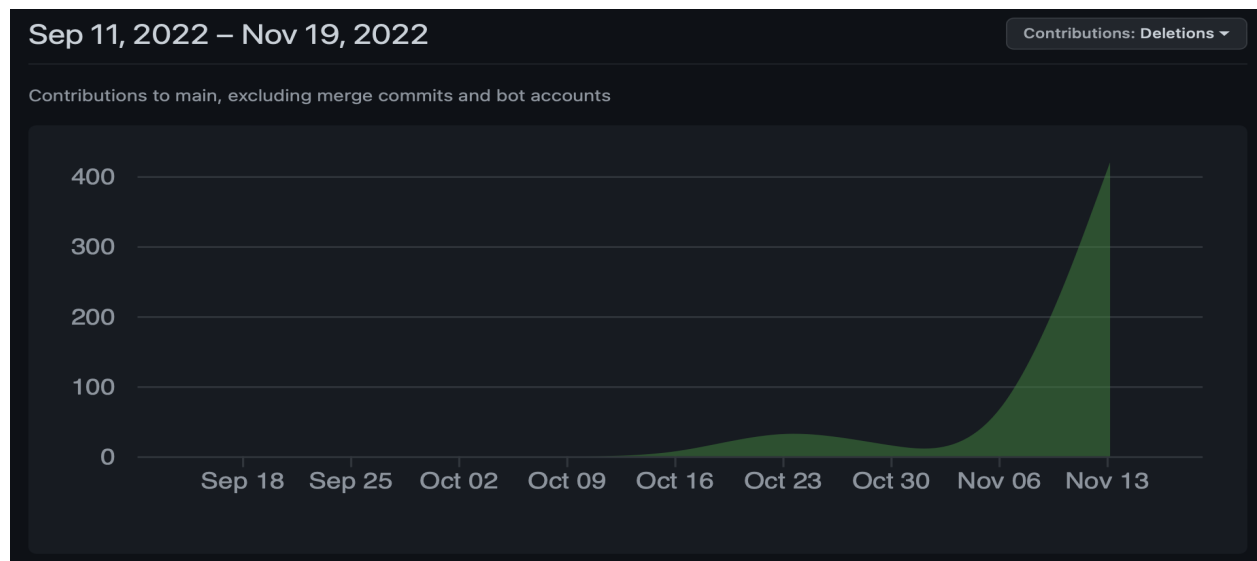 Sep 11, 2022 – Nov 19, 2022
Contributions: Deletions
Contributions to main, excluding merge commits and bot accounts
400
300
200
100
0
Sep 18 Sep 25 Oct 02 Oct 09 Oct 16 Oct 23 Oct 30 Nov 06 Nov 13